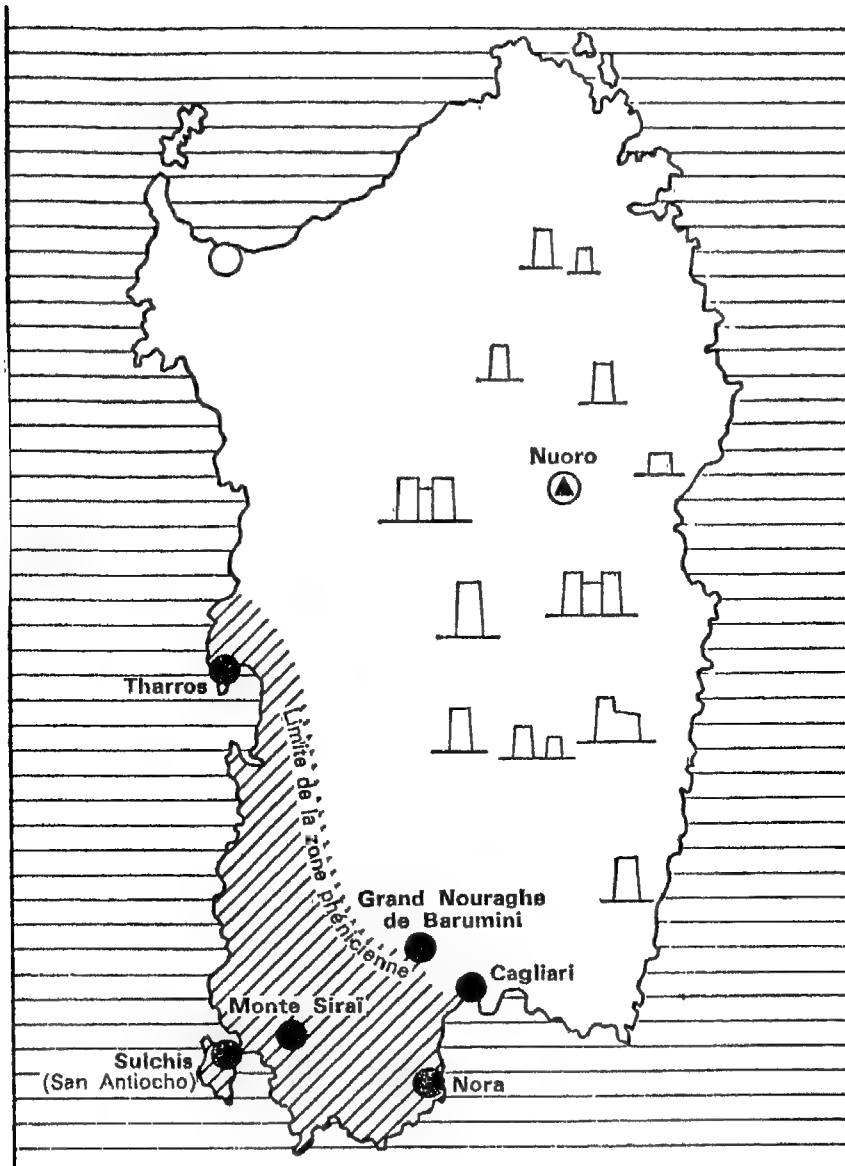 Nuoro
Tharros
Limite de la zone phénicienne
Grand Nouraghe
de Barumini
Cagliari
Monte Siraï
Sulchis
(San Antiocho)
Nora